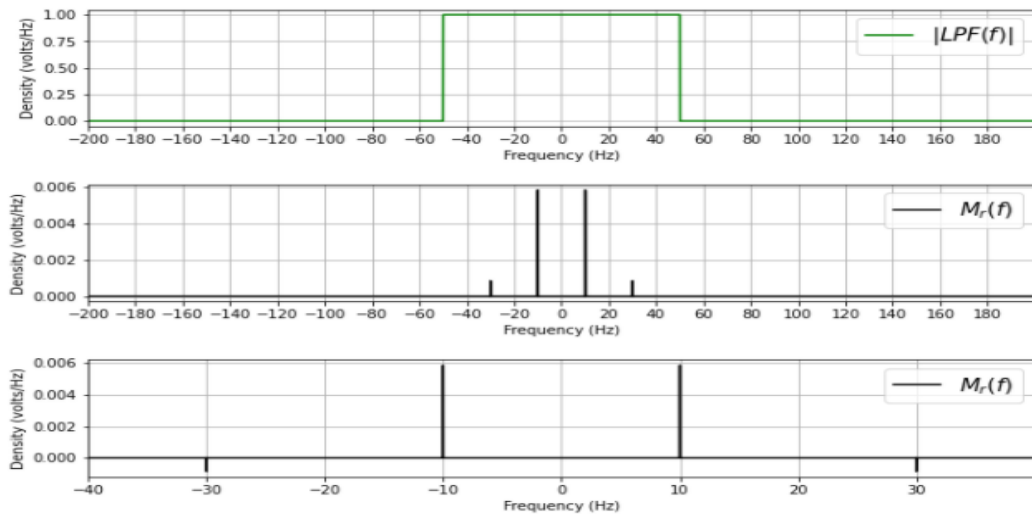 Density (volts/Hz)
1.00
0.75
0.50
0.25
0.00
|LPF(f)|
−200 −180 −160 −140 −120 −100 −80 −60 −40 −20 0 20 40 60 80 100 120 140 160 180
Frequency (Hz)
Density (volts/Hz)
0.006
0.004
0.002
0.000
M_r(f)
−200 −180 −160 −140 −120 −100 −80 −60 −40 −20 0 20 40 60 80 100 120 140 160 180
Frequency (Hz)
Density (volts/Hz)
0.006
0.004
0.002
0.000
M_r(f)
−40 −30 −20 −10 0 10 20 30
Frequency (Hz)